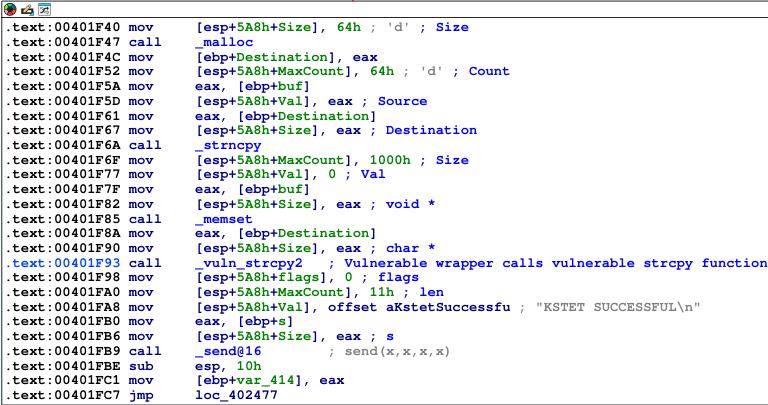 .text:00401F40 mov [esp+5A8h+Size], 64h ; 'd' ; Size
.text:00401F47 call _malloc
.text:00401F4C mov [ebp+Destination], eax
.text:00401F52 mov [esp+5A8h+MaxCount], 64h ; 'd' ; Count
.text:00401F5A mov eax, [ebp+buf]
.text:00401F5D mov [esp+5A8h+Val], eax ; Source
.text:00401F61 mov eax, [ebp+Destination]
.text:00401F67 mov [esp+5A8h+Size], eax ; Destination
.text:00401F6A call _strncpy
.text:00401F6F mov [esp+5A8h+MaxCount], 1000h ; Size
.text:00401F77 mov [esp+5A8h+Val], 0 ; Val
.text:00401F7F mov eax, [ebp+buf]
.text:00401F82 mov [esp+5A8h+Size], eax ; void *
.text:00401F85 call _memset
.text:00401F8A mov eax, [ebp+Destination]
.text:00401F90 mov [esp+5A8h+Size], eax ; char *
.text:00401F93 call _vuln_strcpy2 ; Vulnerable wrapper calls vulnerable strcpy function
.text:00401F98 mov [esp+5A8h+flags], 0 ; flags
.text:00401FA0 mov [esp+5A8h+MaxCount], 11h ; len
.text:00401FA8 mov [esp+5A8h+Val], offset aKstetSuccessfu ; "KSTET SUCCESSFUL\n"
.text:00401FB0 mov eax, [ebp+s]
.text:00401FB6 mov [esp+5A8h+Size], eax ; s
.text:00401FB9 call _send@16 ; send(x,x,x,x)
.text:00401FBE sub esp, 10h
.text:00401FC1 mov [ebp+var_414], eax
.text:00401FC7 jmp loc_402477